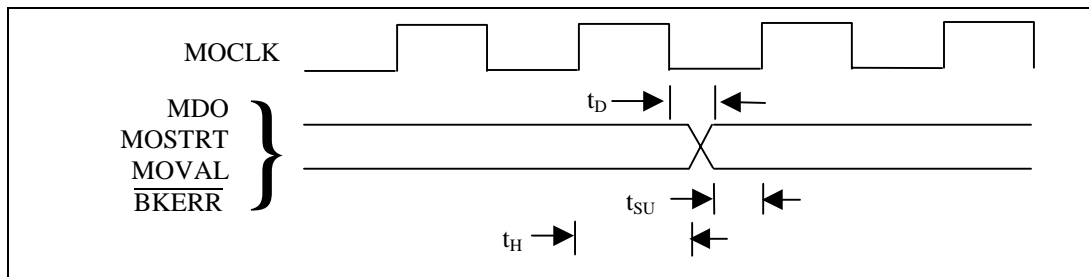 MOCLK
MDO
MOSTRT
MOVAL
BKERR
tD
tSU
tH